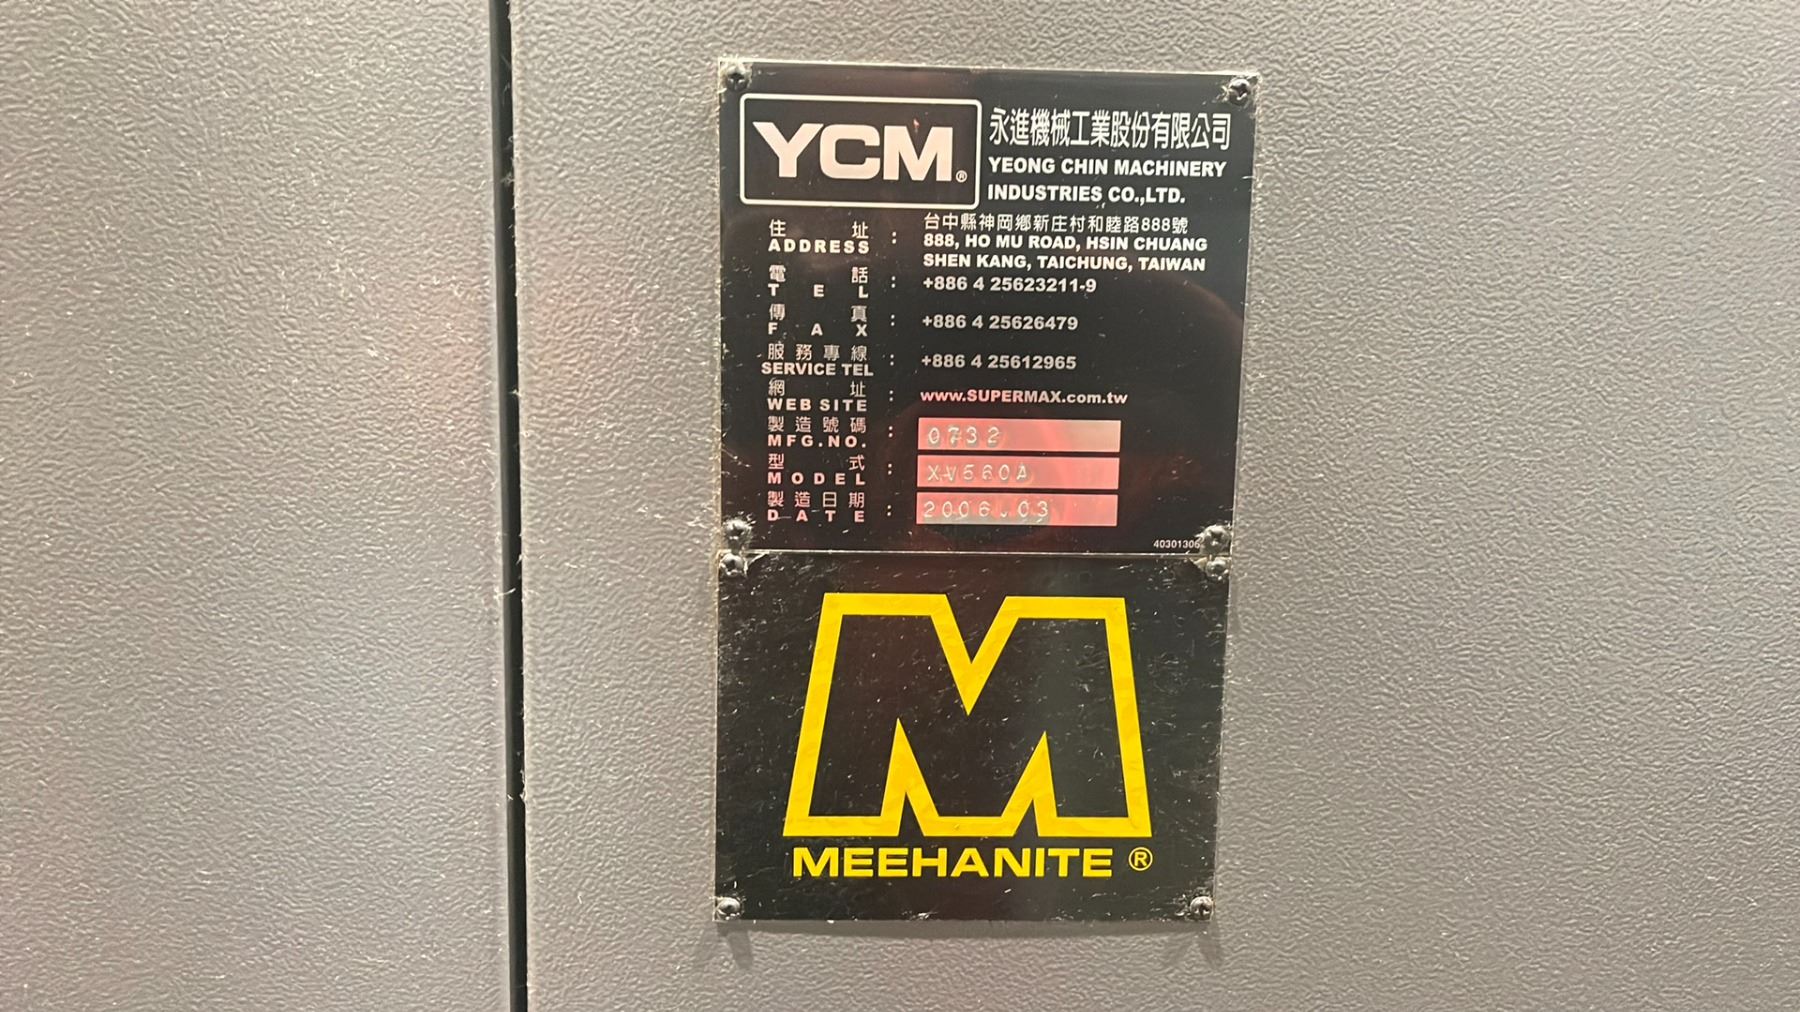 YCM®
永進機械工業股份有限公司
YEONG CHIN MACHINERY
INDUSTRIES CO.,LTD.
住址 : 台中縣神岡鄉新庄村和睦路888號
ADDRESS 888, HO MU ROAD, HSIN CHUANG
SHEN KANG, TAICHUNG, TAIWAN
電話
TEL : +886 4 25623211-9
傳真
FAX : +886 4 25626479
服務專線
SERVICE TEL : +886 4 25612965
網址
WEB SITE : www.SUPERMAX.com.tw
製造號碼
MFG.NO. : 0732
型式
MODEL : XV560A
製造日期
DATE : 2006.03
MEEHANITE ®